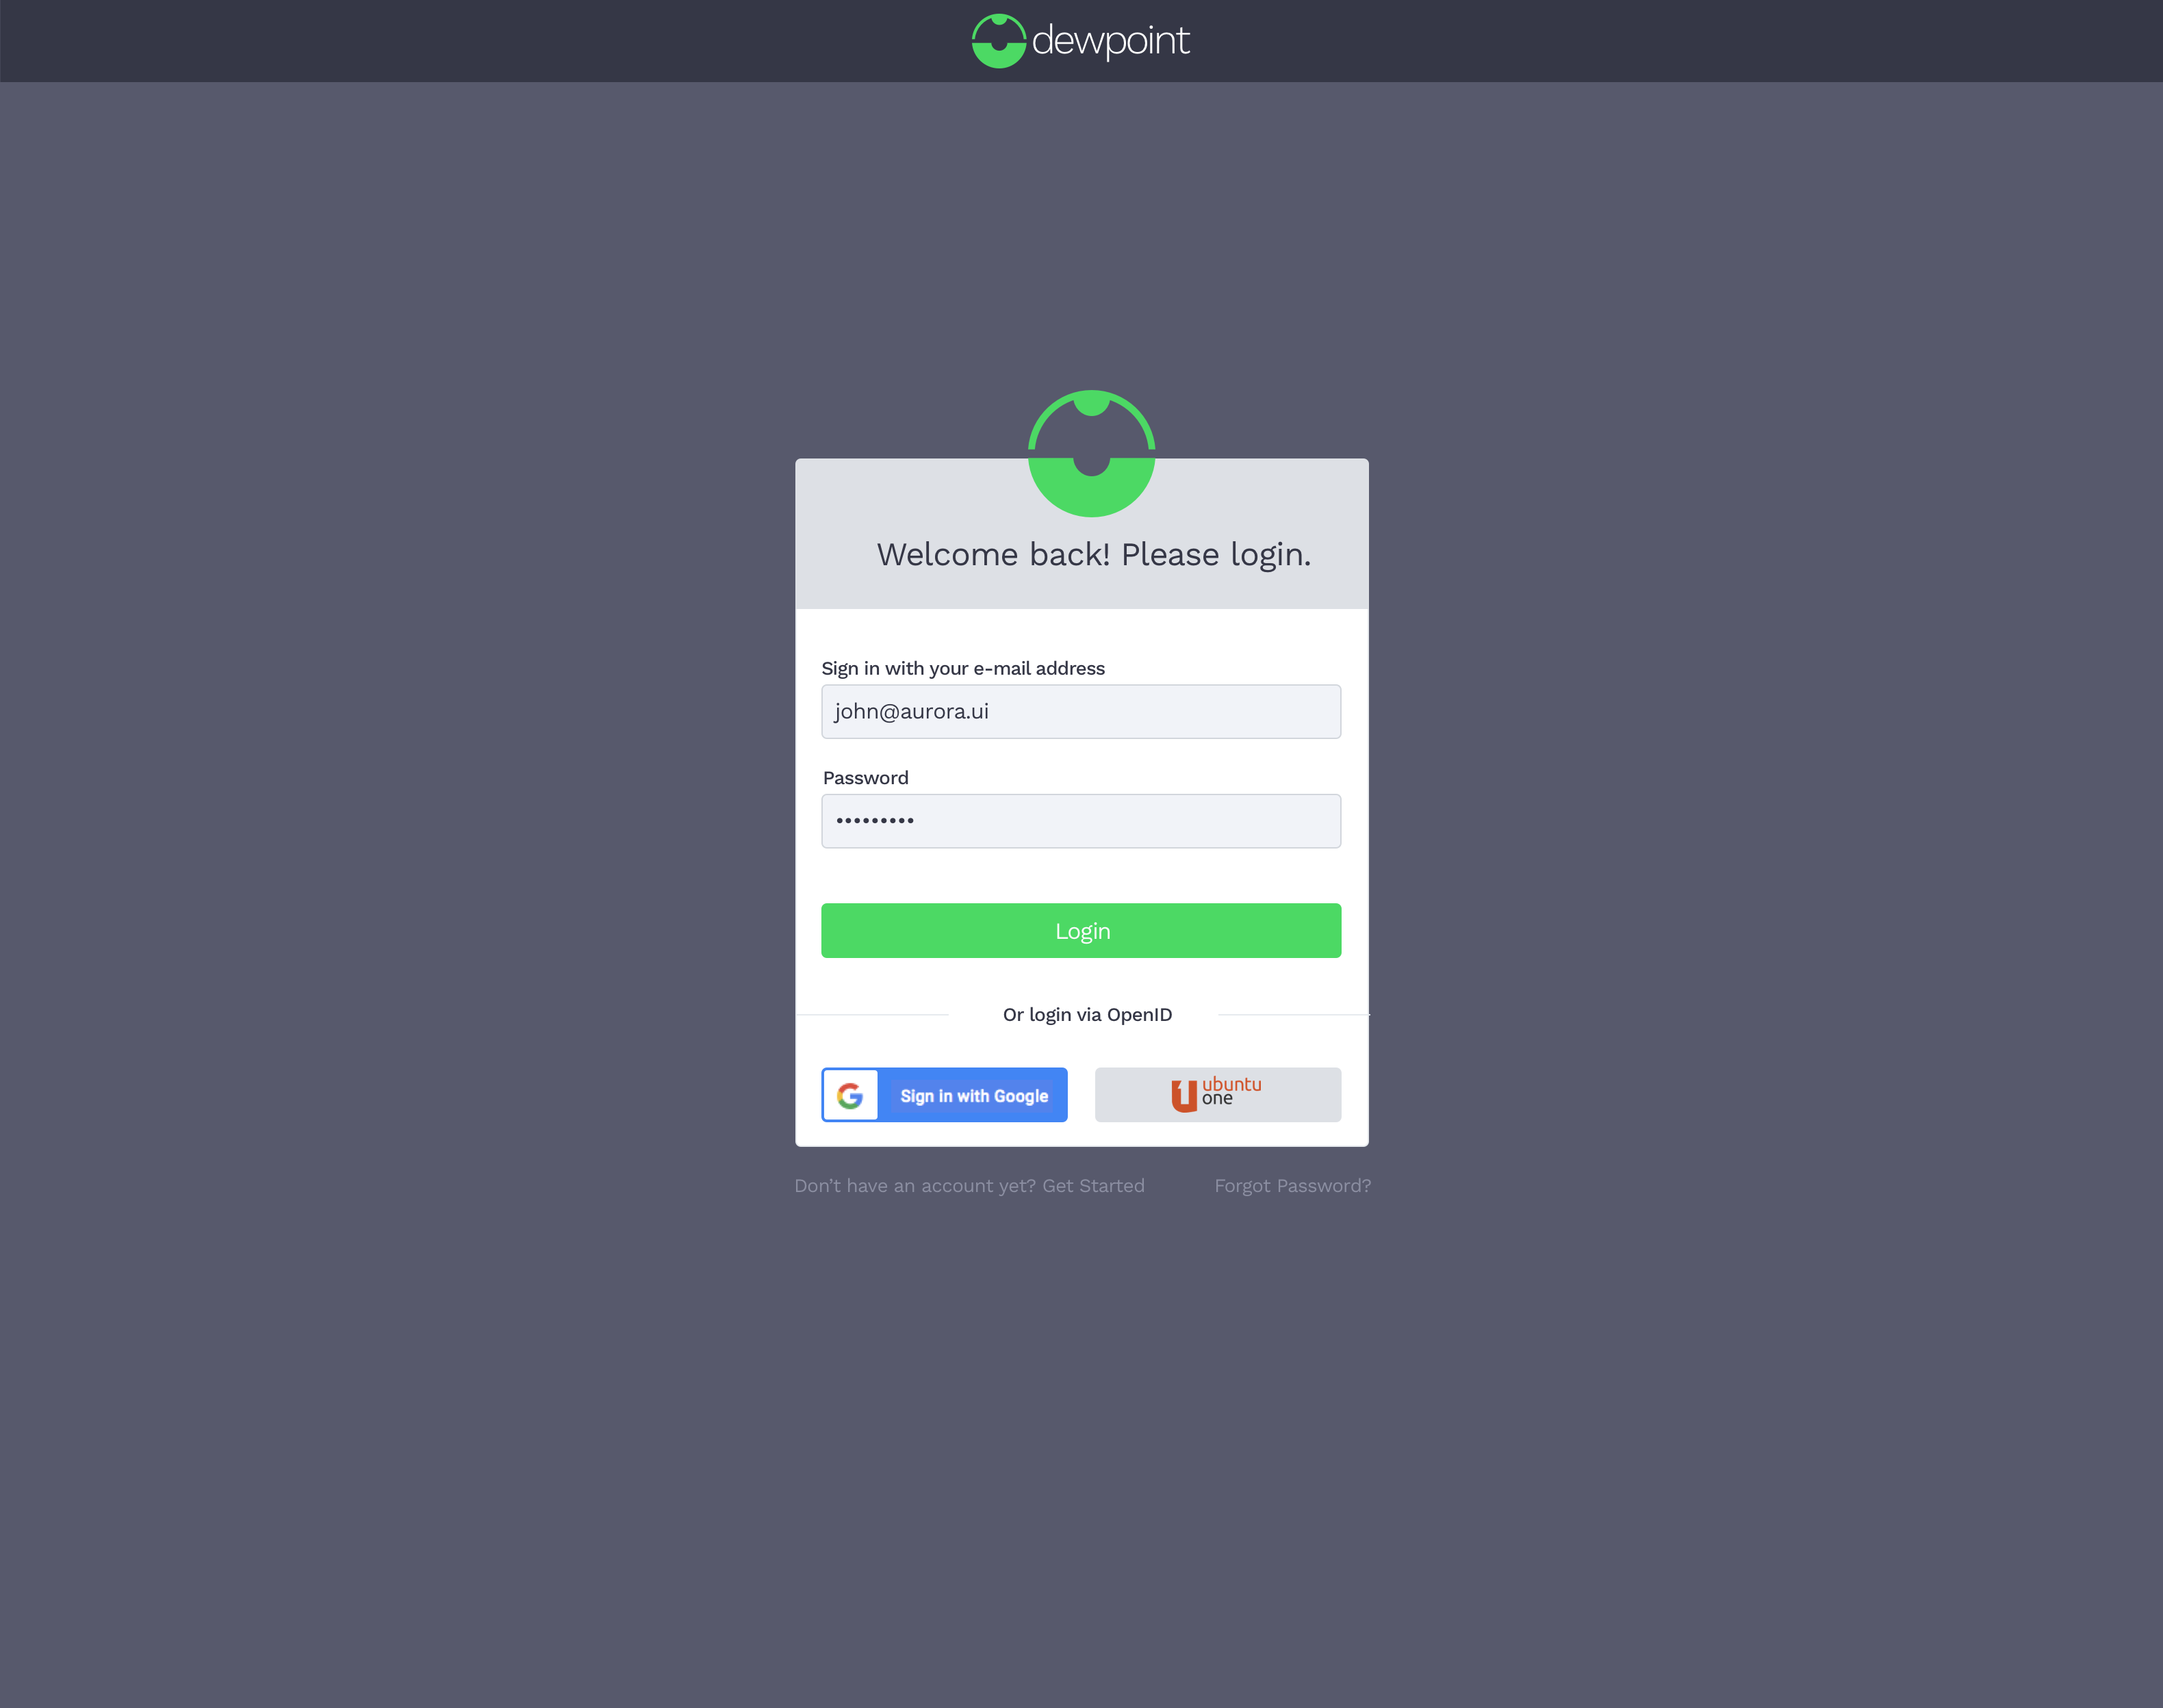 dewpoint
Welcome back! Please login.
Sign in with your e-mail address
john@aurora.ui
Password
•••••••••
Login
Or login via OpenID
Sign in with Google
ubuntu
one
Don’t have an account yet? Get Started
Forgot Password?